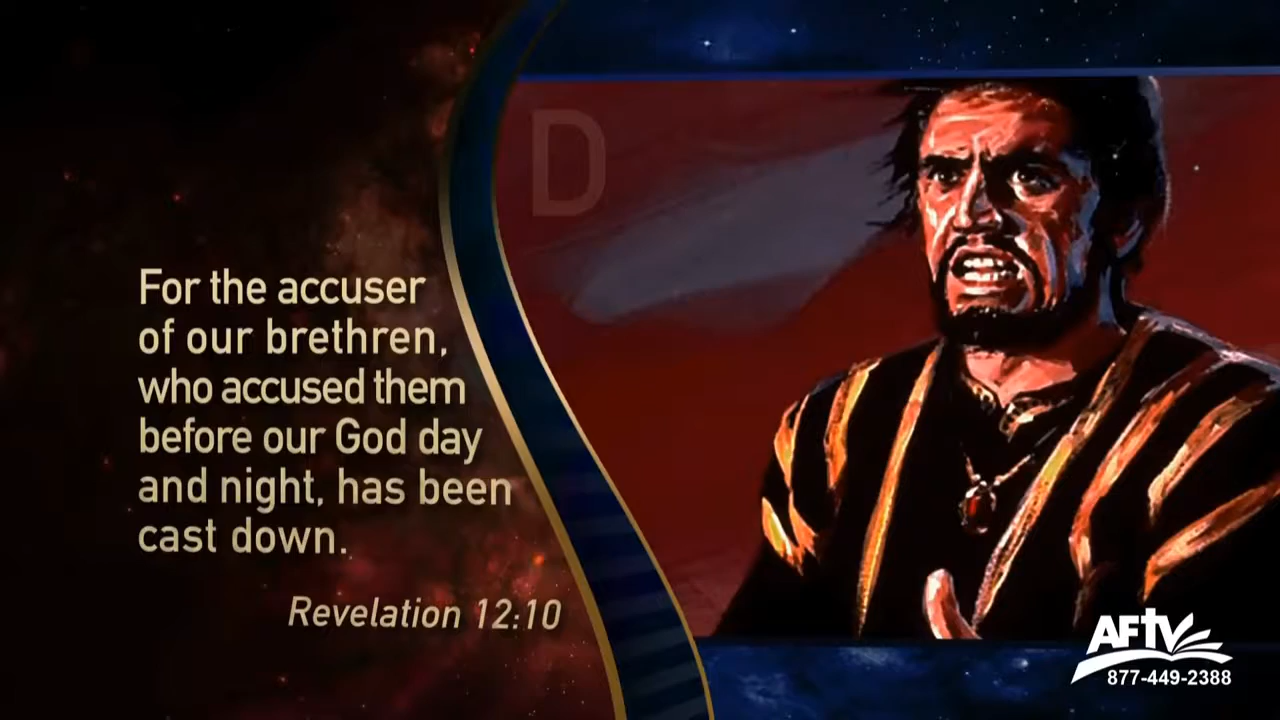 For the accuser
of our brethren,
who accused them
before our God day
and night, has been
cast down.
Revelation 12:10
D
AFTV
877-449-2388